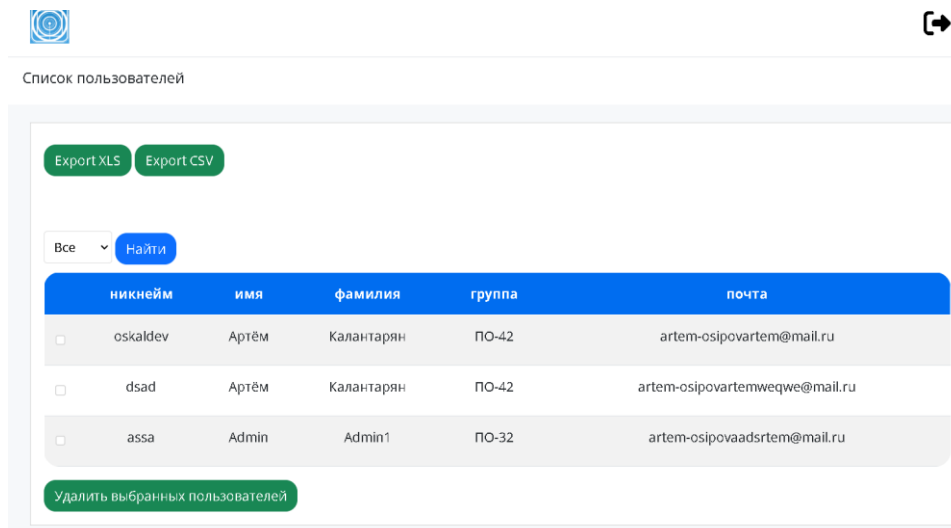 Список пользователей
Export XLS Export CSV
Все Найти
никнейм имя фамилия группа почта
oskaldev Артём Калантарян ПО-42 artem-osipovartem@mail.ru
dsad Артём Калантарян ПО-42 artem-osipovartemweqwe@mail.ru
assa Admin Admin1 ПО-32 artem-osipovaadsrtem@mail.ru
Удалить выбранных пользователей